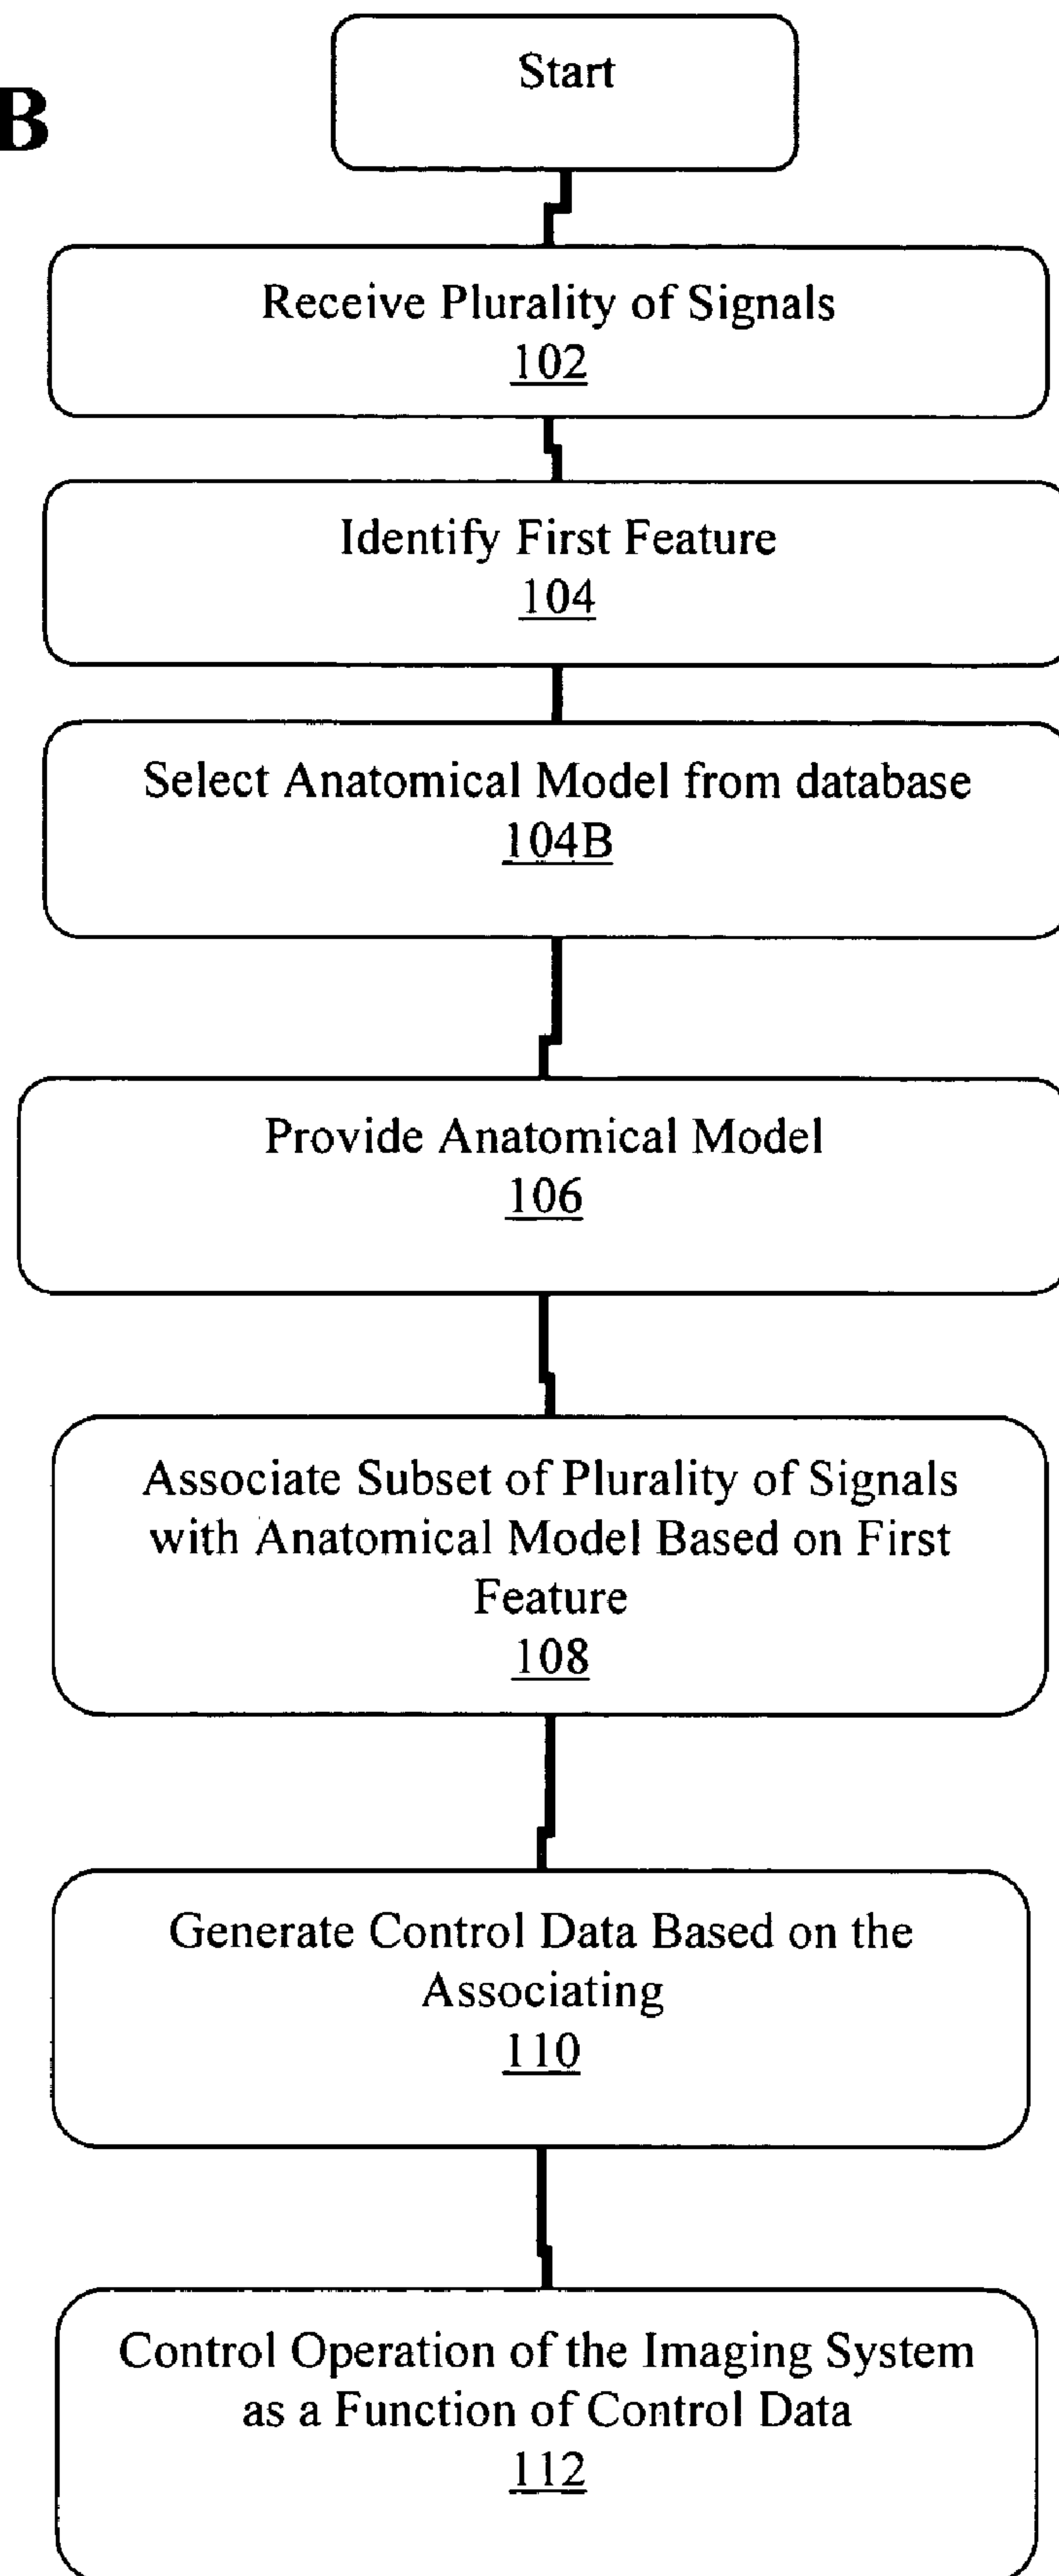 B
Start
Receive Plurality of Signals
102
Identify First Feature
104
Select Anatomical Model from database
104B
Provide Anatomical Model
106
Associate Subset of Plurality of Signals
with Anatomical Model Based on First
Feature
108
Generate Control Data Based on the
Associating
110
Control Operation of the Imaging System
as a Function of Control Data
112